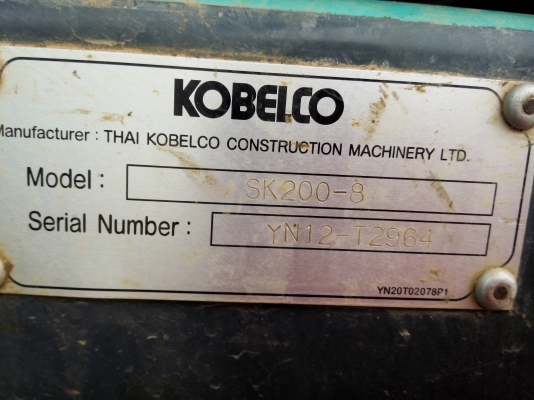 KOBELCO
Manufacturer : THAI KOBELCO CONSTRUCTION MACHINERY LTD.
Model : SK200-8
Serial Number : YN12-T2964
YN20T02078P1